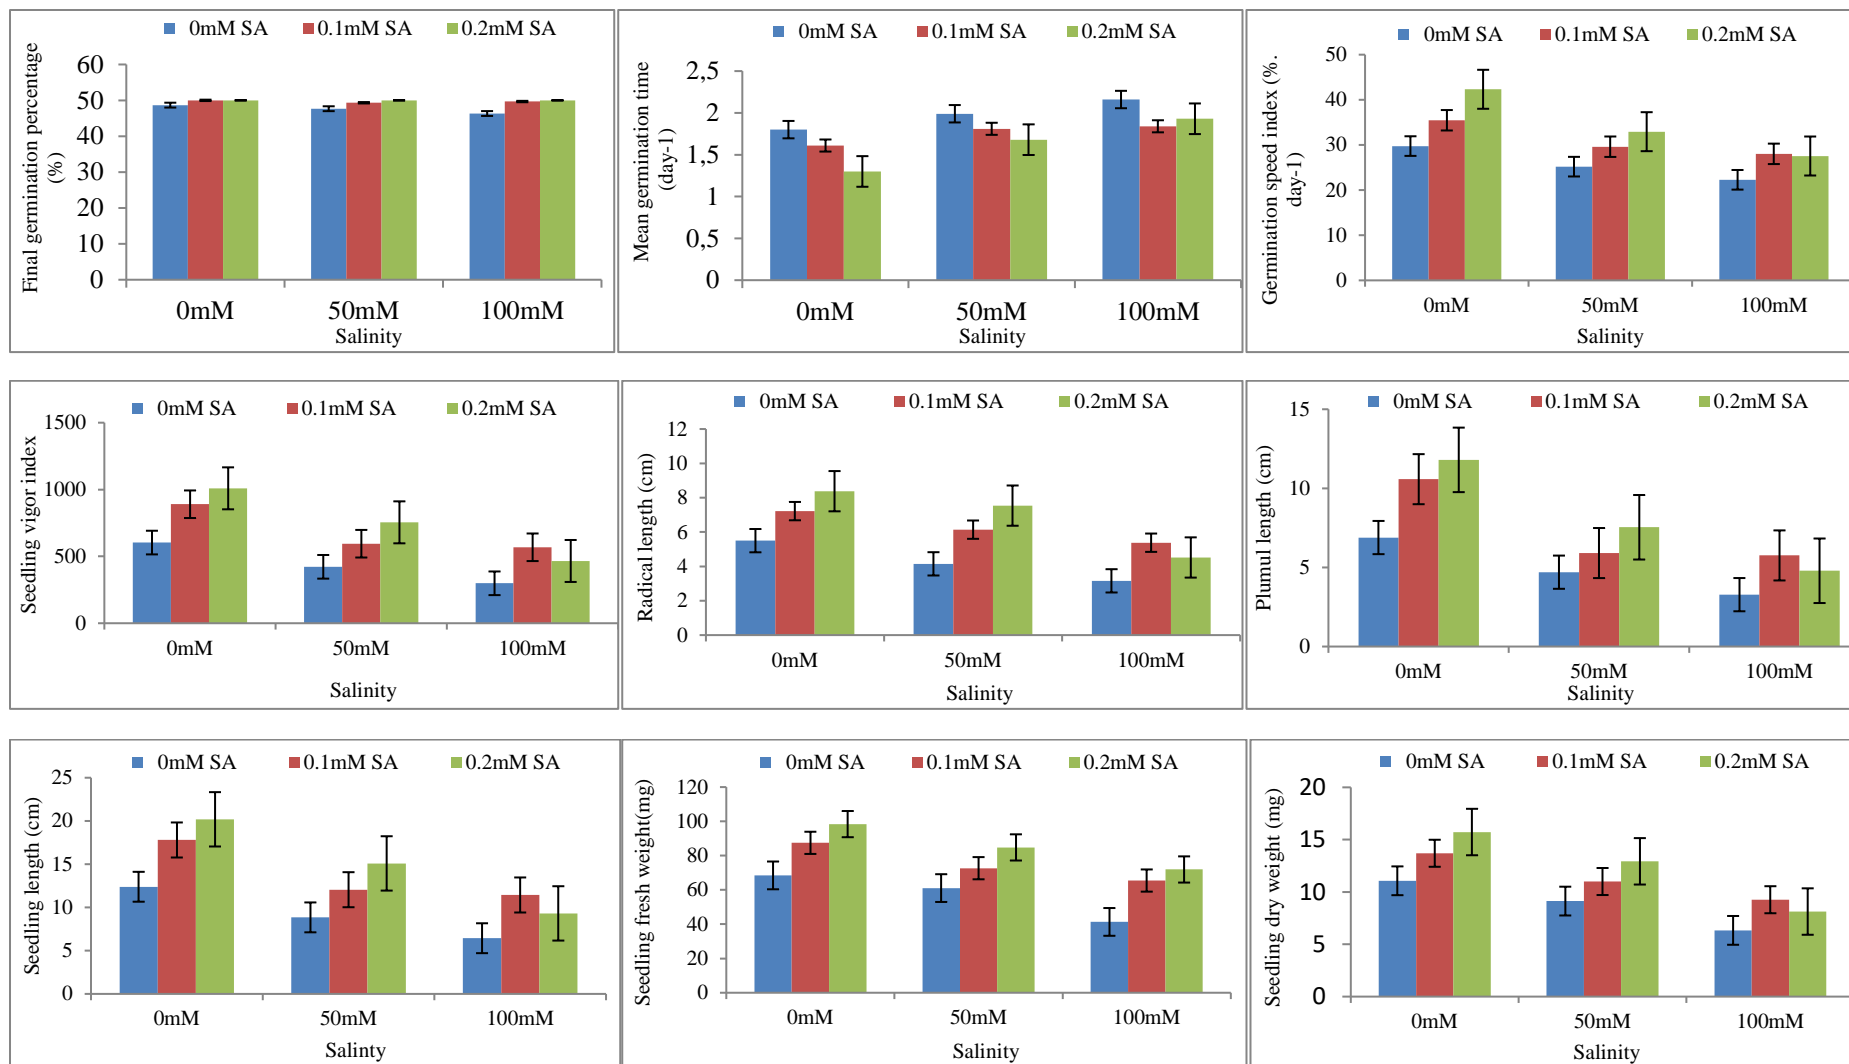 0mM SA 0.1mM SA 0.2mM SA
Final germination percentage
(%)
60
50
40
30
20
10
0
0mM 50mM 100mM
Salinity
0mM SA 0.1mM SA 0.2mM SA
Mean germination time
(day-1)
2,5
2
1,5
1
0,5
0
0mM 50mM 100mM
Salinity
0mM SA 0.1mM SA 0.2mM SA
Germination speed index (%.
day-1)
50
40
30
20
10
0
0mM 50mM 100mM
Salinity
0mM SA 0.1mM SA 0.2mM SA
Seedling vigor index
1500
1000
500
0
0mM 50mM 100mM
Salinity
0mM SA 0.1mM SA 0.2mM SA
Radical length (cm)
12
10
8
6
4
2
0
0mM 50mM 100mM
Salinity
0mM SA 0.1mM SA 0.2mM SA
Plumul length (cm)
15
10
5
0
0mM 50mM 100mM
Salinity
0mM SA 0.1mM SA 0.2mM SA
Seedling length (cm)
25
20
15
10
5
0
0mM 50mM 100mM
Salinity
0mM SA 0.1mM SA 0.2mM SA
Seedling fresh weight(mg)
120
100
80
60
40
20
0
0mM 50mM 100mM
Salinity
0mM SA 0.1mM SA 0.2mM SA
Seedling dry weight (mg)
20
15
10
5
0
0mM 50mM 100mM
Salinity